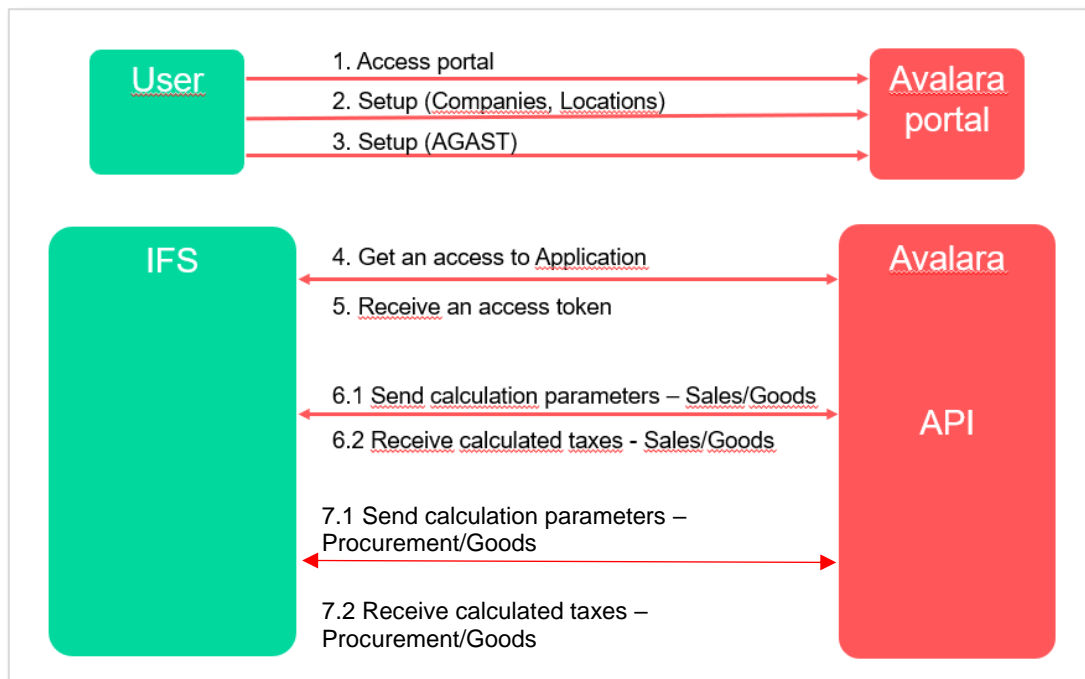 User
1. Access portal
2. Setup (Companies, Locations)
3. Setup (AGAST)
Avalara
portal
IFS
4. Get an access to Application
5. Receive an access token
6.1 Send calculation parameters – Sales/Goods
6.2 Receive calculated taxes - Sales/Goods
7.1 Send calculation parameters –
Procurement/Goods
7.2 Receive calculated taxes –
Procurement/Goods
Avalara
API